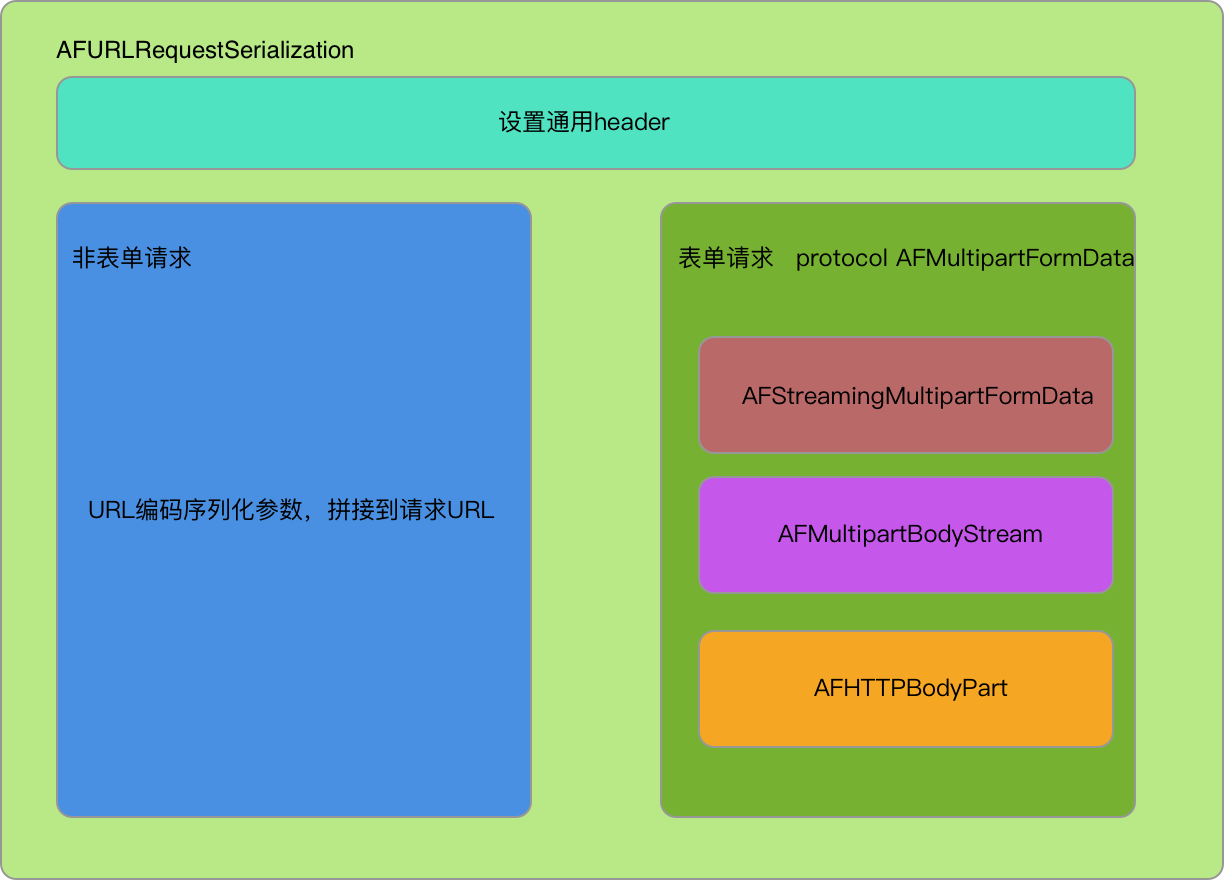 AFURLRequestSerialization
设置通用header
非表单请求
表单请求 protocol AFMultipartFormData
AFStreamingMultipartFormData
URL编码序列化参数，拼接到请求URL
AFMultipartBodyStream
AFHTTPBodyPart